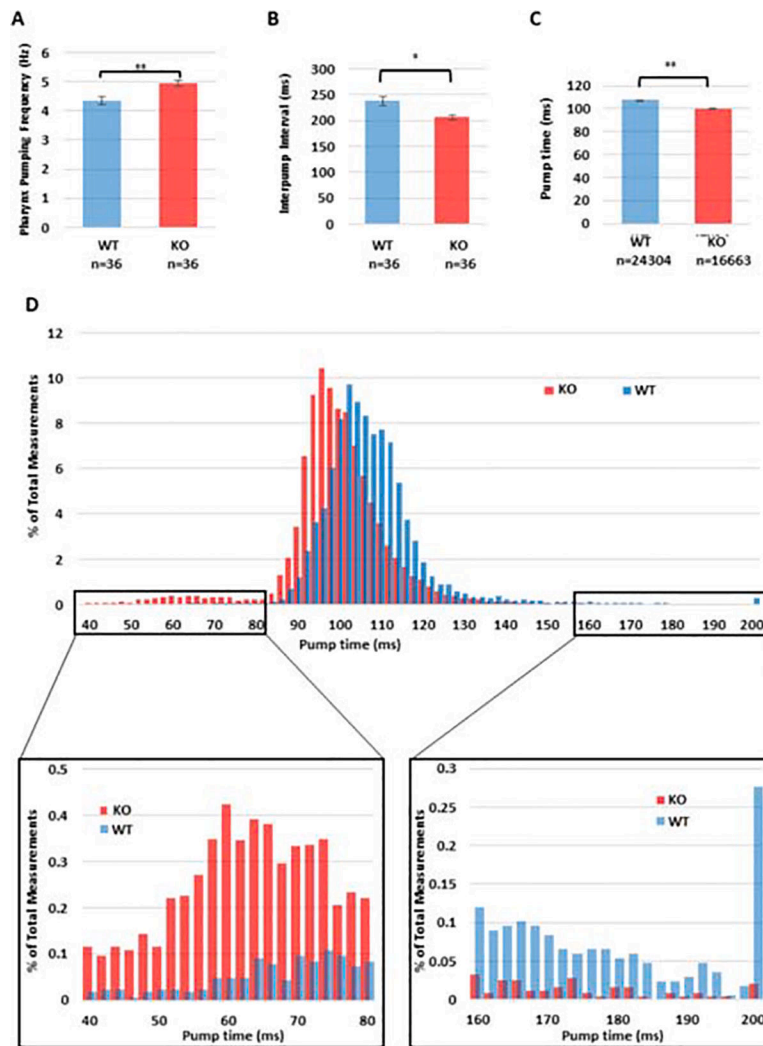 A
Pharynx Pumping Frequency (Hz)
6
5
4
3
2
1
0
**
WT
KO
n=36
n=36
B
Interpump Interval (ms)
300
250
200
150
100
50
0
*
WT
KO
n=36
n=36
C
Pump time (ms)
120
100
80
60
40
20
0
**
WT
KO
n=24304
n=16663
D
% of Total Measurements
12
10
8
6
4
2
0
KO
WT
40 50 60 70 80 90 100 110 120 130 140 150 160 170 180 190 200
Pump time (ms)
% of Total Measurements
0.5
0.4
0.3
0.2
0.1
0
KO
WT
40 50 60 70 80
Pump time (ms)
% of Total Measurements
0.3
0.25
0.2
0.15
0.1
0.05
0
KO
WT
160 170 180 190 200
Pump time (ms)